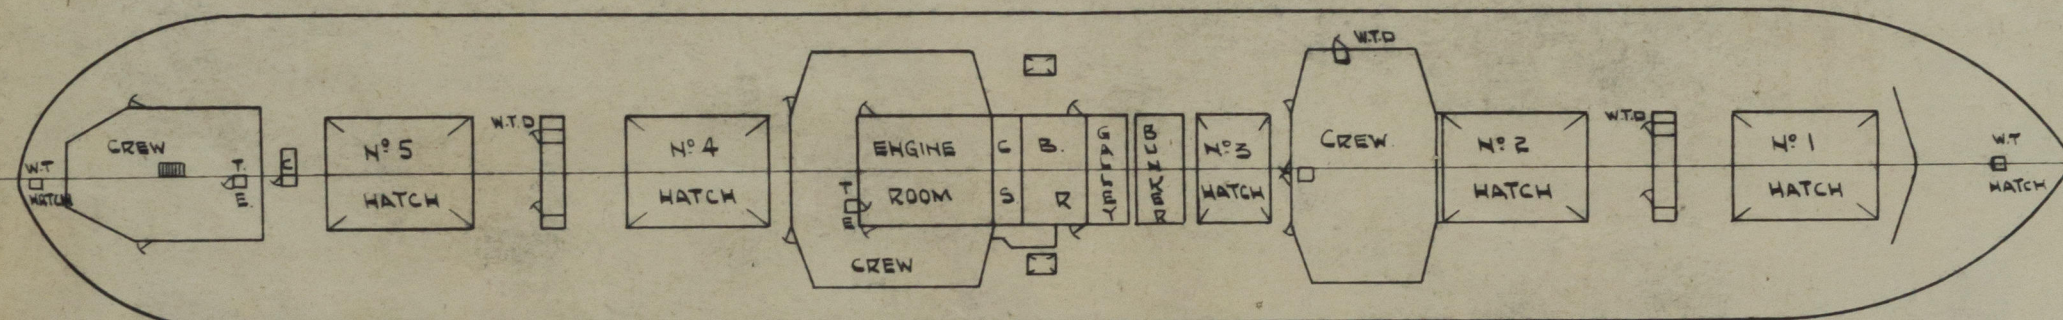 W.T
HATCH
CREW
T.
E.
E
Nº 5
HATCH
W.T.D
Nº 4
HATCH
T
E
ENGINE
ROOM
CREW
C
S
B.
R
GALLEY
BUNKER
Nº 3
HATCH
W.T.D
CREW.
Nº 2
HATCH
W.T.D
Nº 1
HATCH
W.T
HATCH